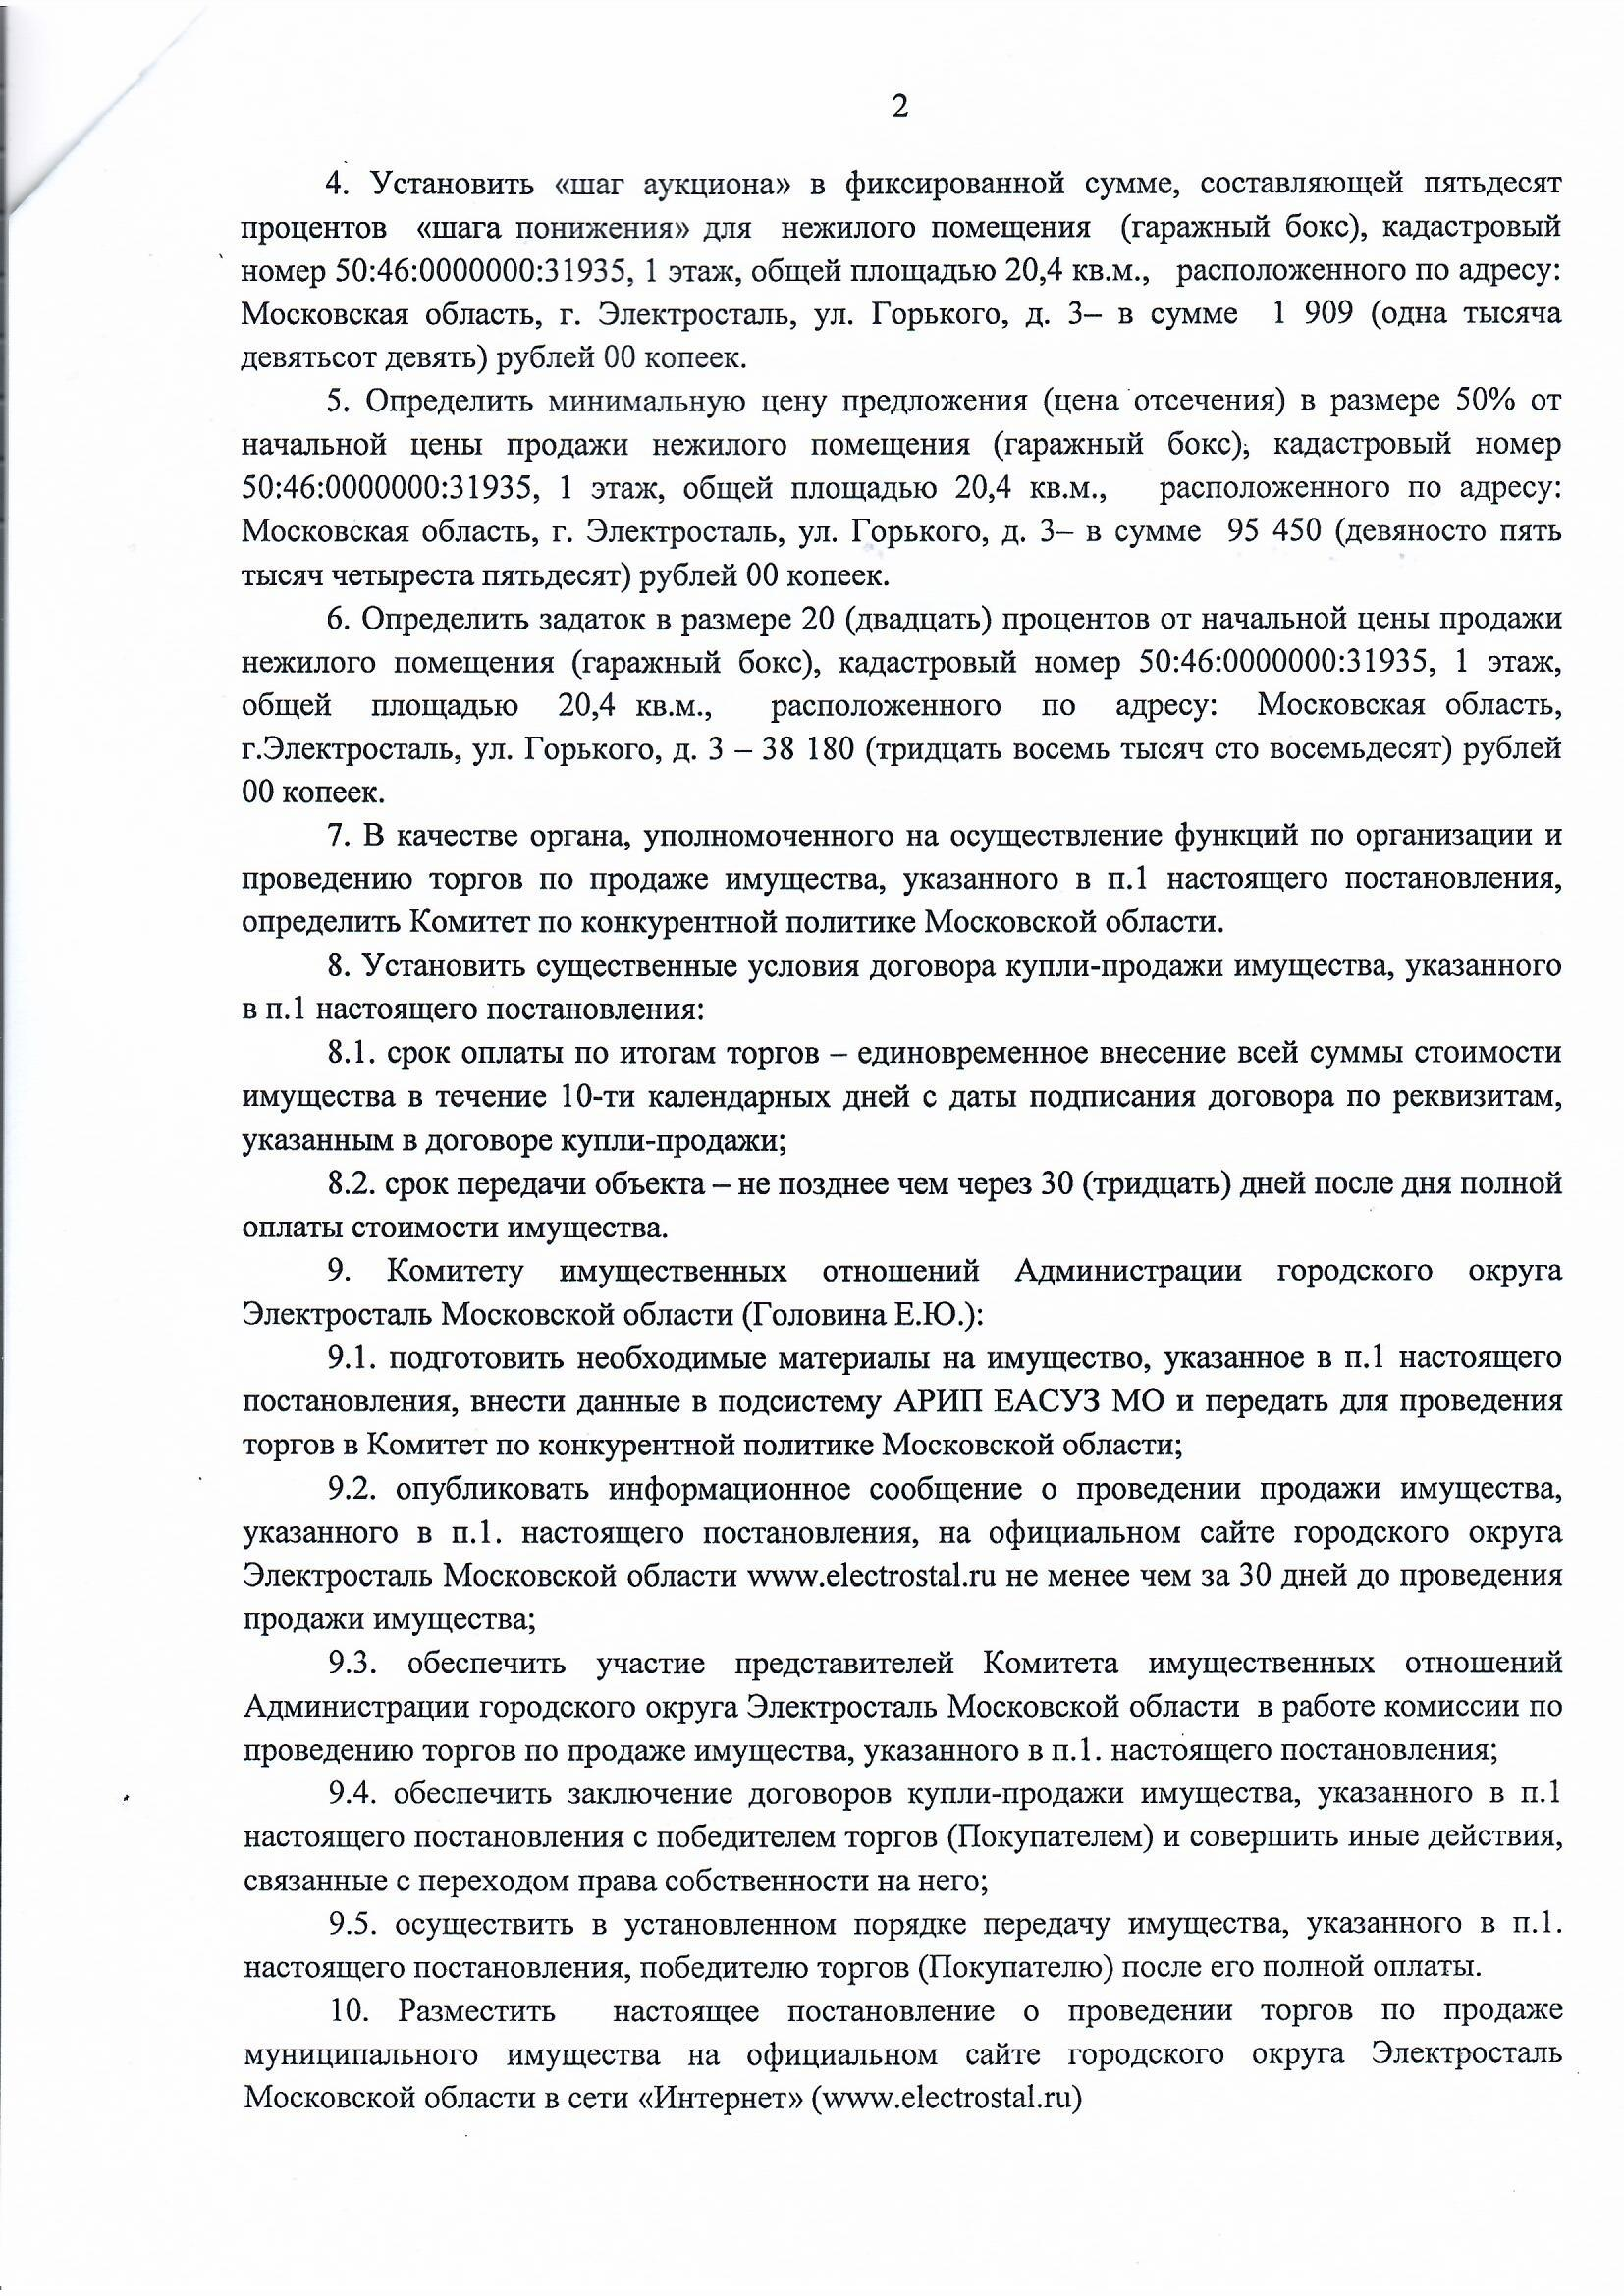 2
4. Установить «шаг аукциона» в фиксированной сумме, составляющей пятьдесят
процентов «шага понижения» для нежилого помещения (гаражный бокс), кадастровый
номер 50:46:0000000:31935, 1 этаж, общей площадью 20,4 кв.м., расположенного по адресу:
Московская область, г. Электросталь, ул. Горького, д. 3– в сумме 1 909 (одна тысяча
девятьсот девять) рублей 00 копеек.
5. Определить минимальную цену предложения (цена отсечения) в размере 50% от
начальной цены продажи нежилого помещения (гаражный бокс), кадастровый номер
50:46:0000000:31935, 1 этаж, общей площадью 20,4 кв.м., расположенного по адресу:
Московская область, г. Электросталь, ул. Горького, д. 3– в сумме 95 450 (девяносто пять
тысяч четыреста пятьдесят) рублей 00 копеек.
6. Определить задаток в размере 20 (двадцать) процентов от начальной цены продажи
нежилого помещения (гаражный бокс), кадастровый номер 50:46:0000000:31935, 1 этаж,
общей площадью 20,4 кв.м., расположенного по адресу: Московская область,
г.Электросталь, ул. Горького, д. 3 – 38 180 (тридцать восемь тысяч сто восемьдесят) рублей
00 копеек.
7. В качестве органа, уполномоченного на осуществление функций по организации и
проведению торгов по продаже имущества, указанного в п.1 настоящего постановления,
определить Комитет по конкурентной политике Московской области.
8. Установить существенные условия договора купли-продажи имущества, указанного
в п.1 настоящего постановления:
8.1. срок оплаты по итогам торгов – единовременное внесение всей суммы стоимости
имущества в течение 10-ти календарных дней с даты подписания договора по реквизитам,
указанным в договоре купли-продажи;
8.2. срок передачи объекта – не позднее чем через 30 (тридцать) дней после дня полной
оплаты стоимости имущества.
9. Комитету имущественных отношений Администрации городского округа
Электросталь Московской области (Головина Е.Ю.):
9.1. подготовить необходимые материалы на имущество, указанное в п.1 настоящего
постановления, внести данные в подсистему АРИП ЕАСУЗ МО и передать для проведения
торгов в Комитет по конкурентной политике Московской области;
9.2. опубликовать информационное сообщение о проведении продажи имущества,
указанного в п.1. настоящего постановления, на официальном сайте городского округа
Электросталь Московской области www.electrostal.ru не менее чем за 30 дней до проведения
продажи имущества;
9.3. обеспечить участие представителей Комитета имущественных отношений
Администрации городского округа Электросталь Московской области в работе комиссии по
проведению торгов по продаже имущества, указанного в п.1. настоящего постановления;
9.4. обеспечить заключение договоров купли-продажи имущества, указанного в п.1
настоящего постановления с победителем торгов (Покупателем) и совершить иные действия,
связанные с переходом права собственности на него;
9.5. осуществить в установленном порядке передачу имущества, указанного в п.1.
настоящего постановления, победителю торгов (Покупателю) после его полной оплаты.
10. Разместить настоящее постановление о проведении торгов по продаже
муниципального имущества на официальном сайте городского округа Электросталь
Московской области в сети «Интернет» (www.electrostal.ru)